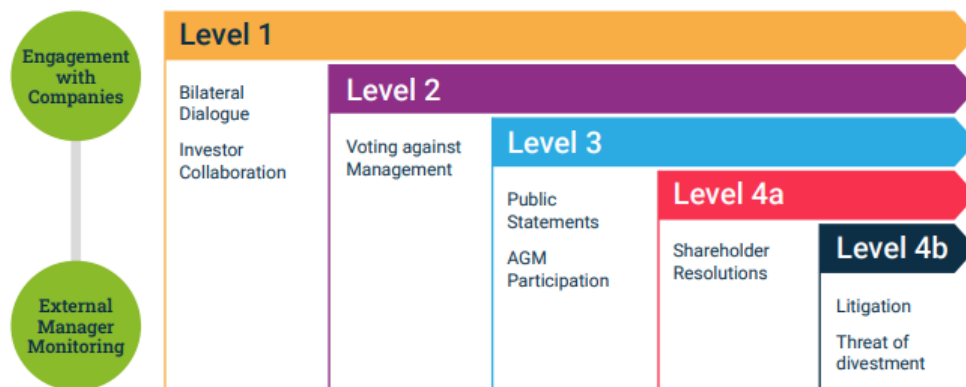 Engagement
with
Companies
External
Manager
Monitoring
Level 1
Bilateral
Dialogue
Investor
Collaboration
Level 2
Voting against
Management
Level 3
Public
Statements
AGM
Participation
Level 4a
Shareholder
Resolutions
Level 4b
Litigation
Threat of
divestment